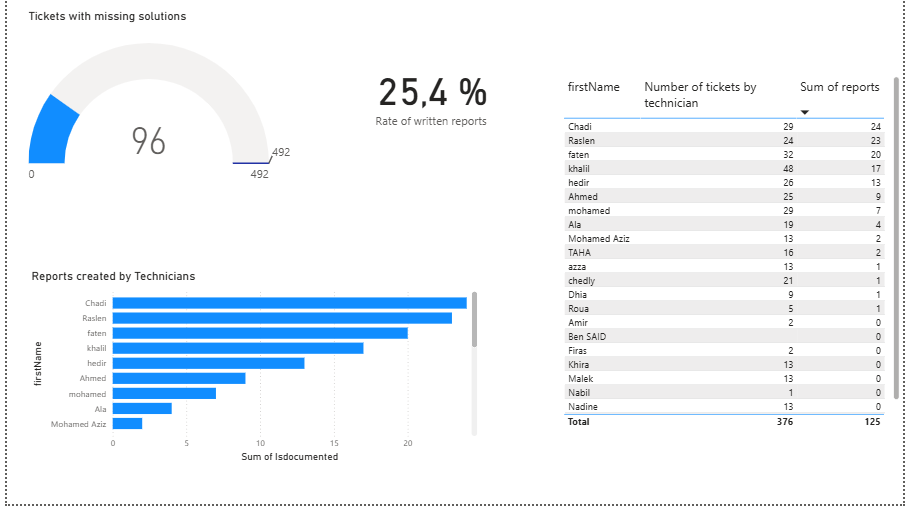 Tickets with missing solutions
96
0
492
492
25,4 %
Rate of written reports
firstName Number of tickets by technician Sum of reports
Chadi 29 24
Raslen 24 23
faten 32 20
khalil 48 17
hedir 26 13
Ahmed 25 9
mohamed 29 7
Ala 19 4
Mohamed Aziz 13 2
TAHA 16 2
azza 13 1
chedly 21 1
Dhia 9 1
Roua 5 1
Amir 2 0
Ben SAID 0
Firas 2 0
Khira 13 0
Malek 13 0
Nabil 1 0
Nadine 13 0
Total 376 125
Reports created by Technicians
firstName
Chadi
Raslen
faten
khalil
hedir
Ahmed
mohamed
Ala
Mohamed Aziz
0 5 10 15 20
Sum of Isdocumented